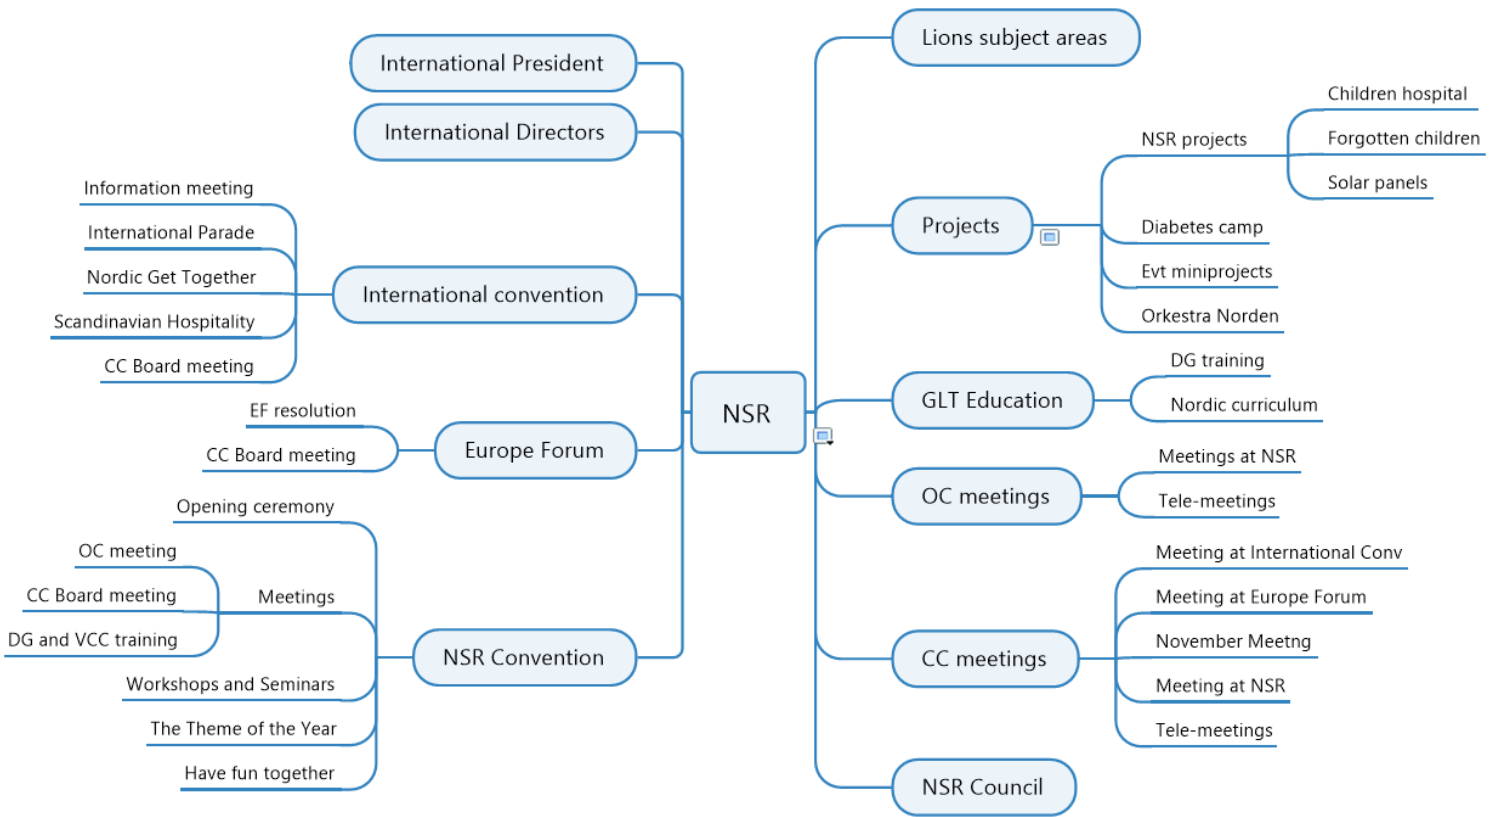 International President
International Directors
Information meeting
International Parade
Nordic Get Together
Scandinavian Hospitality
CC Board meeting
International convention
EF resolution
CC Board meeting
Europe Forum
Opening ceremony
OC meeting
CC Board meeting
DG and VCC training
Meetings
Workshops and Seminars
The Theme of the Year
Have fun together
NSR Convention
NSR
Lions subject areas
Projects
NSR projects
Children hospital
Forgotten children
Solar panels
Diabetes camp
Evt miniprojects
Orkestra Norden
GLT Education
DG training
Nordic curriculum
OC meetings
Meetings at NSR
Tele-meetings
CC meetings
Meeting at International Conv
Meeting at Europe Forum
November Meetng
Meeting at NSR
Tele-meetings
NSR Council